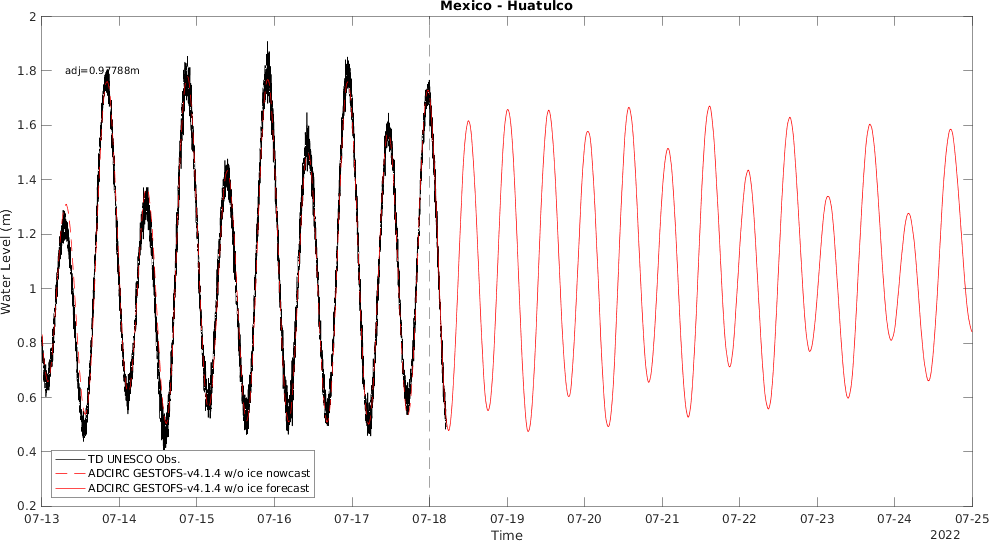 Mexico - Huatulco
adj=0.97788m
Water Level (m)
2
1.8
1.6
1.4
1.2
1
0.8
0.6
0.4
0.2
TD UNESCO Obs.
ADCIRC GESTOFS-v4.1.4 w/o ice nowcast
ADCIRC GESTOFS-v4.1.4 w/o ice forecast
07-13 07-14 07-15 07-16 07-17 07-18 07-19 07-20 07-21 07-22 07-23 07-24 07-25
Time
2022